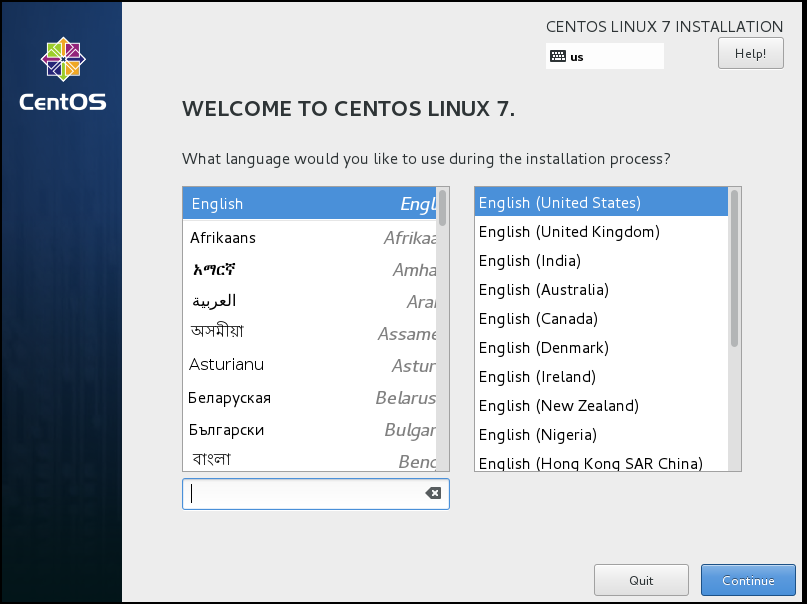 CENTOS LINUX 7 INSTALLATION
us
Help!
CentOS
WELCOME TO CENTOS LINUX 7.
What language would you like to use during the installation process?
English Engl
Afrikaans Afrikaa
አማርኛ Amha
العربية Ara
অসমীয়া Assame
Asturianu Astur
Беларуская Belarus
Български Bulgar
বাংলা Beng
English (United States)
English (United Kingdom)
English (India)
English (Australia)
English (Canada)
English (Denmark)
English (Ireland)
English (New Zealand)
English (Nigeria)
English (Hong Kong SAR China)
Quit
Continue